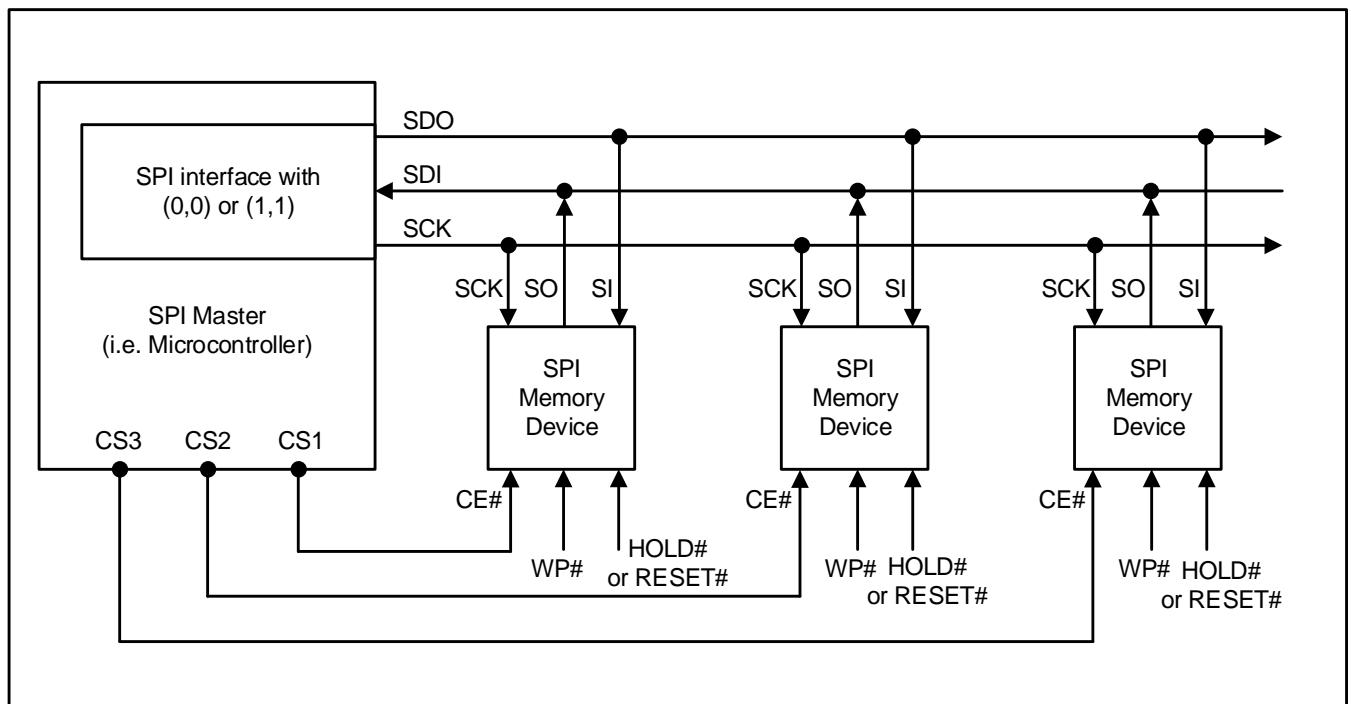 SDO
SPI interface with
(0,0) or (1,1)
SDI
SCK
SPI Master
(i.e. Microcontroller)
SCK SO SI
SCK SO SI
SCK SO SI
SPI
Memory
Device
SPI
Memory
Device
SPI
Memory
Device
CS3 CS2 CS1
CE#
WP#
HOLD#
or RESET#
CE#
WP#
HOLD#
or RESET#
CE#
WP#
HOLD#
or RESET#